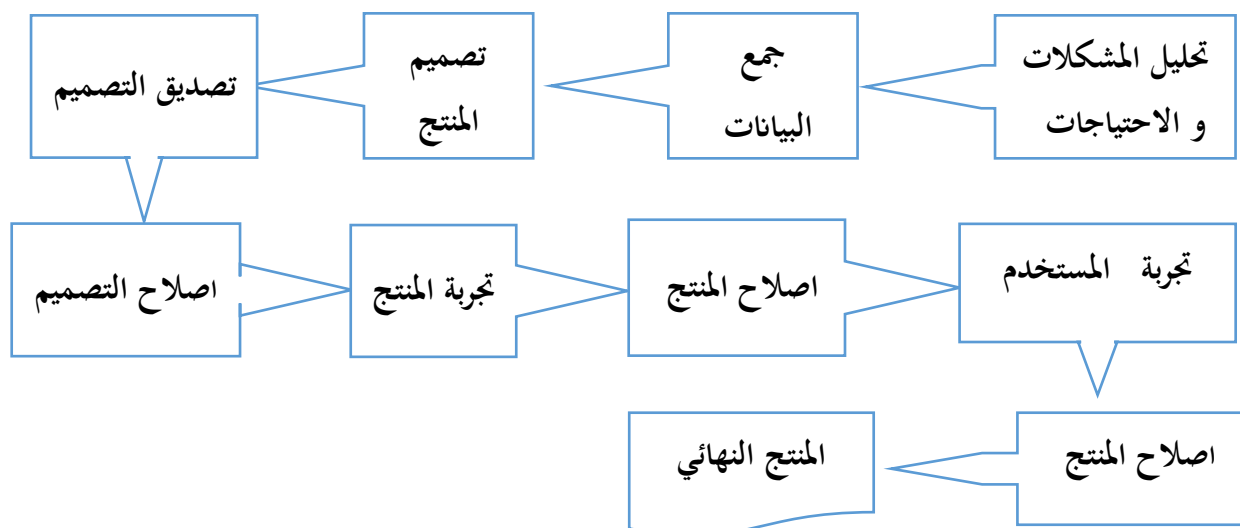 تحليل المشكلات
و الاحتياجات
جمع
البيانات
تصميم
المنتج
تصديق التصميم
اصلاح التصميم
تجربة المنتج
اصلاح المنتج
تجربة المستخدم
اصلاح المنتج
المنتج النهائي